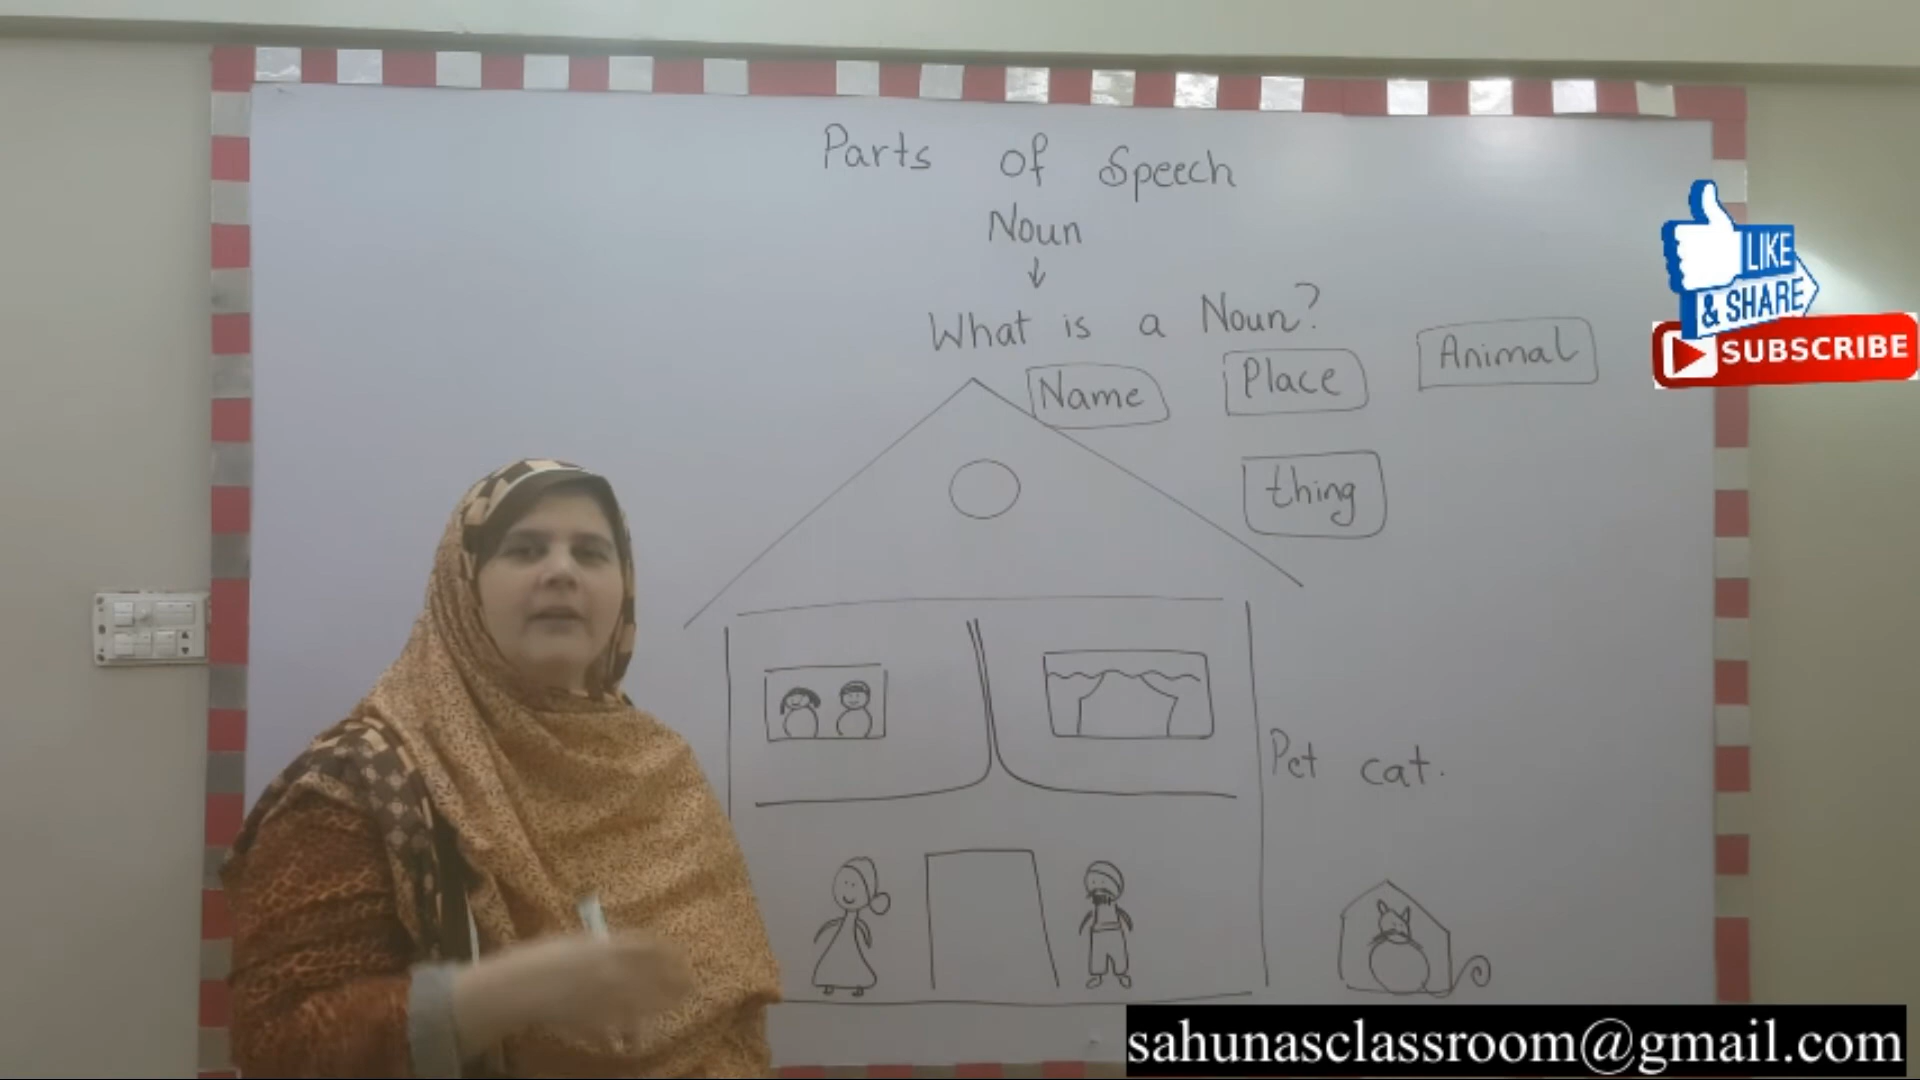 Parts of Speech
Noun
What is a Noun?
Name Place Animal
thing
Pet cat.
LIKE
& SHARE
SUBSCRIBE
sahunasclassroom@gmail.com